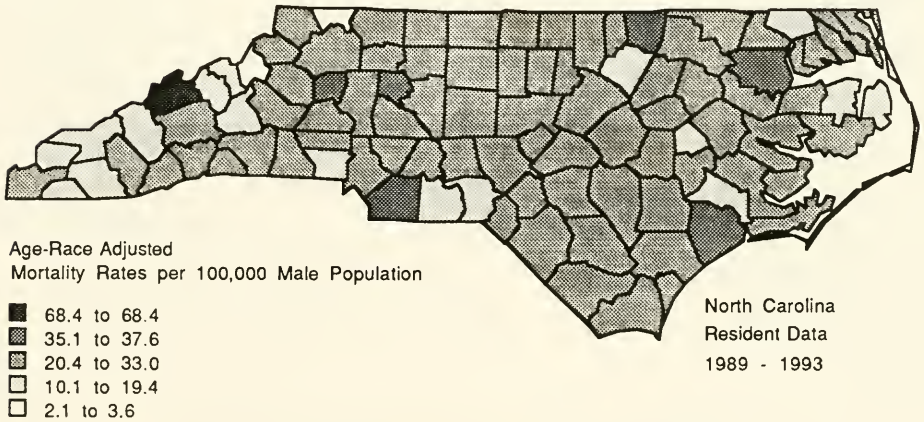 Age-Race Adjusted
Mortality Rates per 100,000 Male Population
68.4 to 68.4
35.1 to 37.6
20.4 to 33.0
10.1 to 19.4
2.1 to 3.6
North Carolina
Resident Data
1989 - 1993